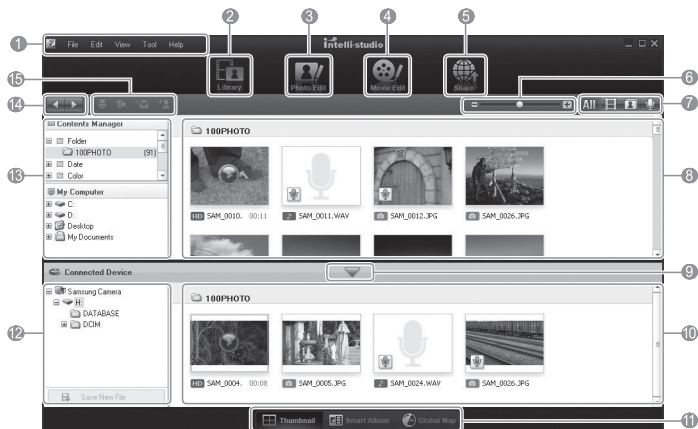 2 3 4 5
1 File Edit View Tool Help Intelli-studio
15 Library Photo Edit Movie Edit Share 6
14 All 7
Contents Manager 100PHOTO
Folder
100PHOTO (91)
Date
13 Color 8
My Computer
C:
D:
Desktop
My Documents
HD SAM_0010. 00:11 SAM_0011.WAV SAM_0012.JPG SAM_0026.JPG
Connected Device 9
Samsung Camera 100PHOTO
H:
DATABASE
DCIM
12 10
HD SAM_0004. 00:08 SAM_0005.JPG SAM_0024.WAV SAM_0026.JPG
Save New File
Thumbnail Smart Album Global Map 11